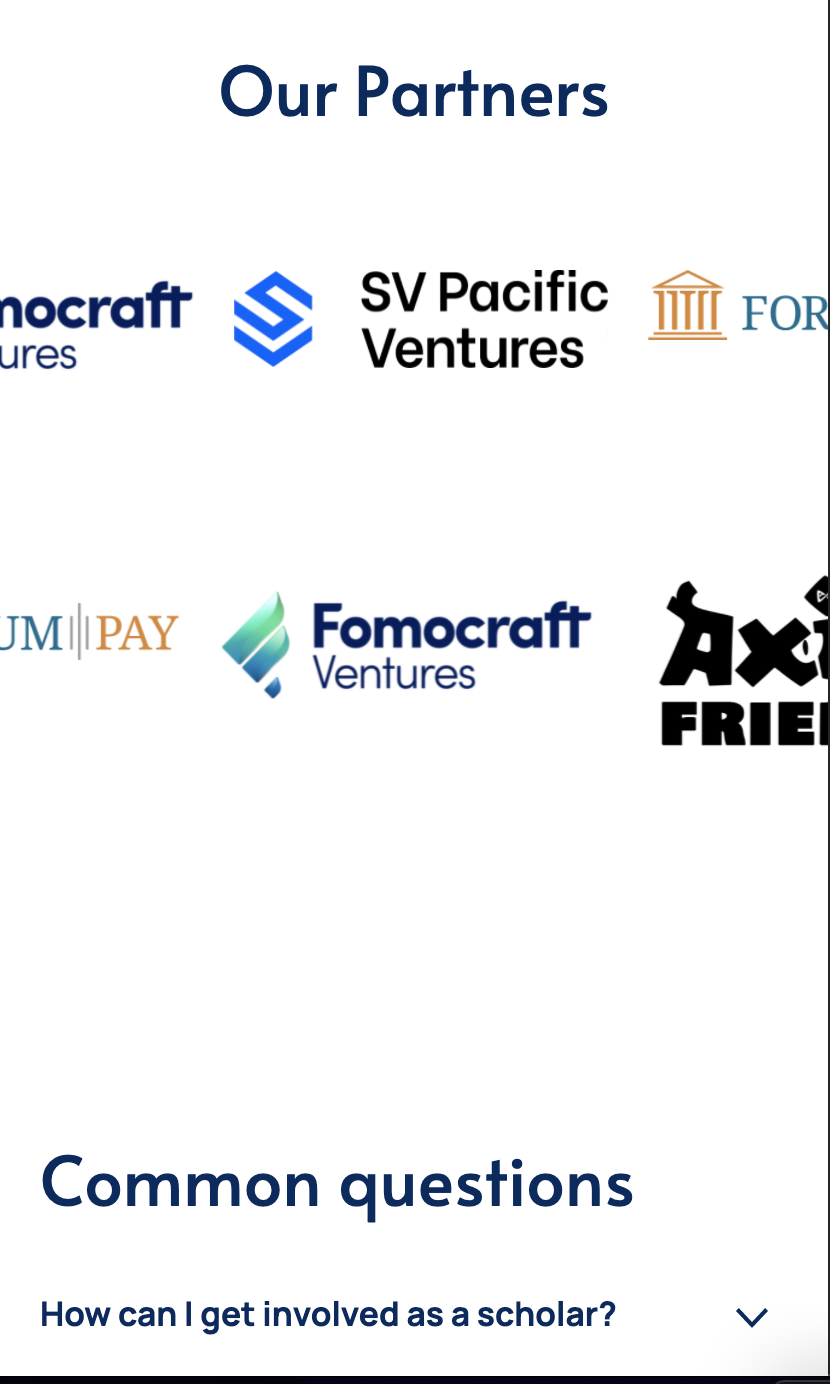 Our Partners
mocraft
ures
SV Pacific
Ventures
FOR
UM PAY
Fomocraft
Ventures
AX
FRIE
Common questions
How can I get involved as a scholar?